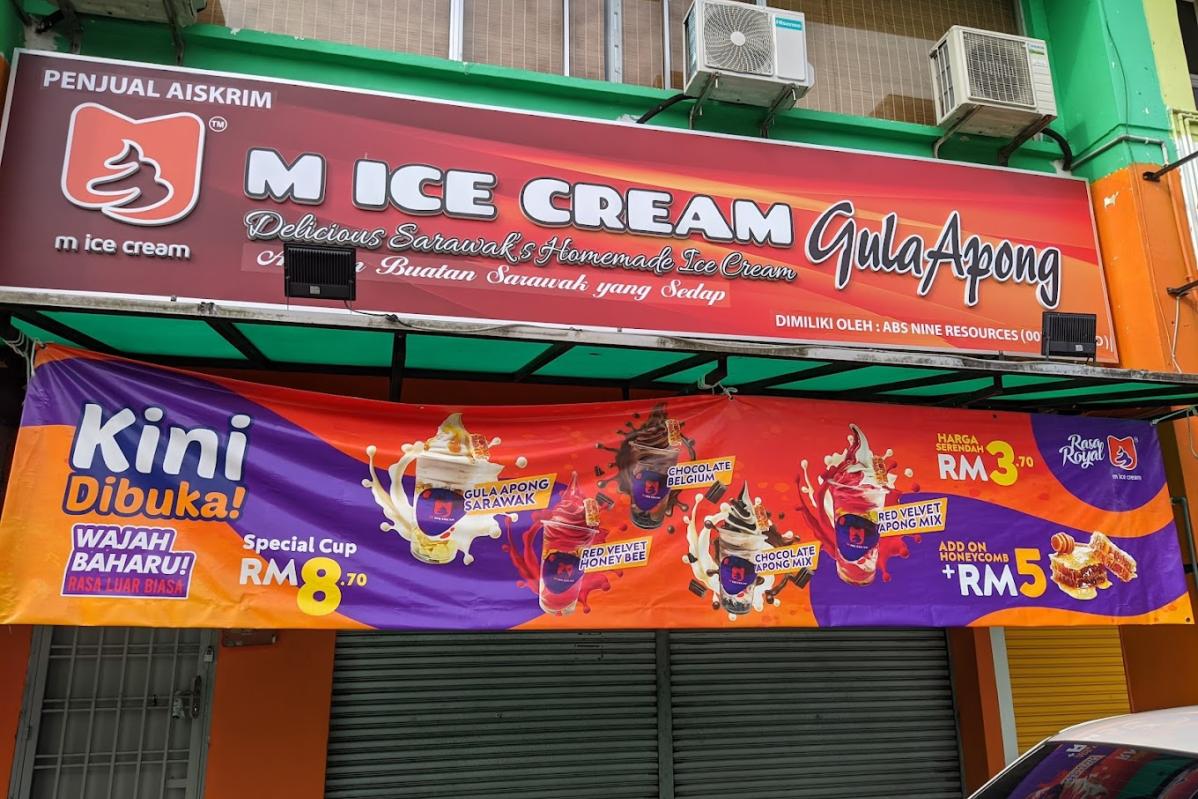 PENJUAL AISKRIM
TM
m ice cream
M ICE CREAM
Gula Apong
Delicious Sarawak's Homemade Ice Cream
Buatan Sarawak yang Sedap
DIMILIKI OLEH : ABS NINE RESOURCES
Hisense
Kini
Dibuka!
WAJAH
BAHARU!
RASA LUAR BIASA
Special Cup
RM8.70
GULA APONG
SARAWAK
CHOCOLATE
BELGIUM
RED VELVET
HONEY BEE
CHOCOLATE
APONG MIX
RED VELVET
APONG MIX
HARGA
SERENDAH
RM3.70
ADD ON
HONEYCOMB
+RM5
Rasa
Royal
m ice cream